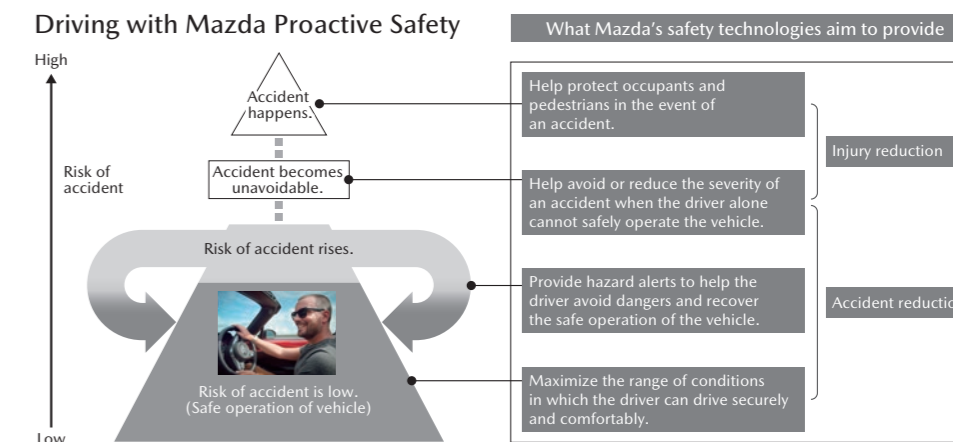 Driving with Mazda Proactive Safety
What Mazda's safety technologies aim to provide
High
Risk of
accident
Low
Accident
happens.
Accident becomes
unavoidable.
Risk of accident rises.
Risk of accident is low.
(Safe operation of vehicle)
Help protect occupants and
pedestrians in the event of
an accident.
Help avoid or reduce the severity of
an accident when the driver alone
cannot safely operate the vehicle.
Provide hazard alerts to help the
driver avoid dangers and recover
the safe operation of the vehicle.
Maximize the range of conditions
in which the driver can drive securely
and comfortably.
Injury reduction
Accident reductio